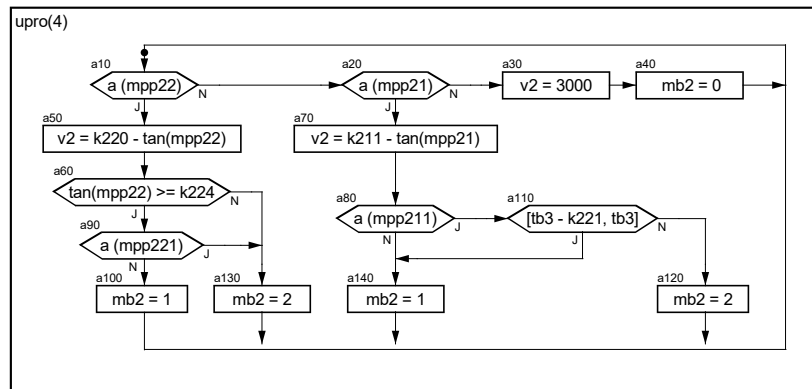 upro(4)
a10
a (mpp22)
N
J
a20
a (mpp21)
N
J
a30
v2 = 3000
a40
mb2 = 0
a50
v2 = k220 - tan(mpp22)
a70
v2 = k211 - tan(mpp21)
a60
tan(mpp22) >= k224
N
J
a80
a (mpp211)
J
N
a110
[tb3 - k221, tb3]
N
J
a90
a (mpp221)
J
N
a100
mb2 = 1
a130
mb2 = 2
a140
mb2 = 1
a120
mb2 = 2